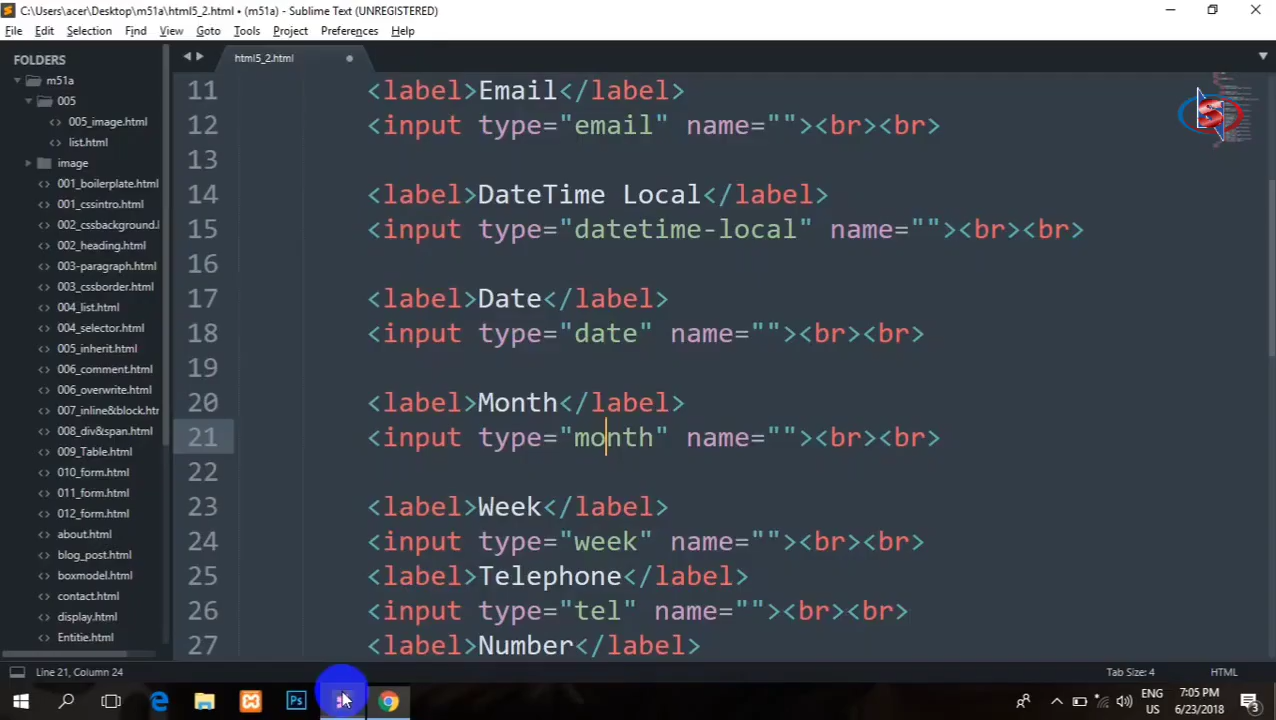 C:\Users\acer\Desktop\m51a\html5_2.html • (m51a) - Sublime Text (UNREGISTERED)
File Edit Selection Find View Goto Tools Project Preferences Help
FOLDERS
m51a
005
005_image.html
list.html
image
001_boilerplate.html
001_cssintro.html
002_cssbackground.
002_heading.html
003-paragraph.html
003_cssborder.html
004_list.html
004_selector.html
005_inherit.html
006_comment.html
006_overwrite.html
007_inline&block.ht
008_div&span.html
009_Table.html
010_form.html
011_form.html
012_form.html
about.html
blog_post.html
boxmodel.html
contact.html
display.html
Entitie.html
html5_2.html
11 <label>Email</label>
12 <input type="email" name=""><br><br>
13
14 <label>DateTime Local</label>
15 <input type="datetime-local" name=""><br><br>
16
17 <label>Date</label>
18 <input type="date" name=""><br><br>
19
20 <label>Month</label>
21 <input type="month" name=""><br><br>
22
23 <label>Week</label>
24 <input type="week" name=""><br><br>
25 <label>Telephone</label>
26 <input type="tel" name=""><br><br>
27 <label>Number</label>
Line 21, Column 24
Tab Size: 4
HTML
Ps
ENG
US
7:05 PM
6/23/2018
3